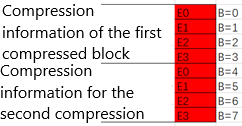 Compression E0 B=0
information of the first E1 B=1
compressed block E2 B=2
E3 B=3
Compression E0 B=4
information for the E1 B=5
second compression E2 B=6
E3 B=7